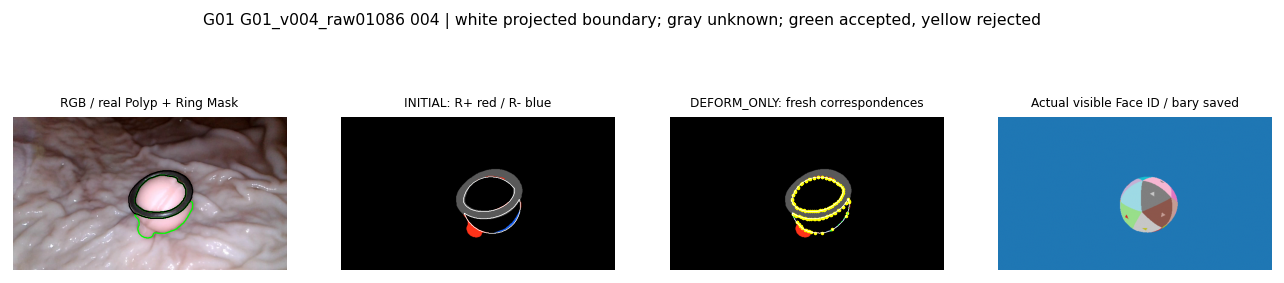 G01 G01_v004_raw01086 004 | white projected boundary; gray unknown; green accepted, yellow rejected
RGB / real Polyp + Ring Mask
INITIAL: R+ red / R- blue
DEFORM_ONLY: fresh correspondences
Actual visible Face ID / bary saved